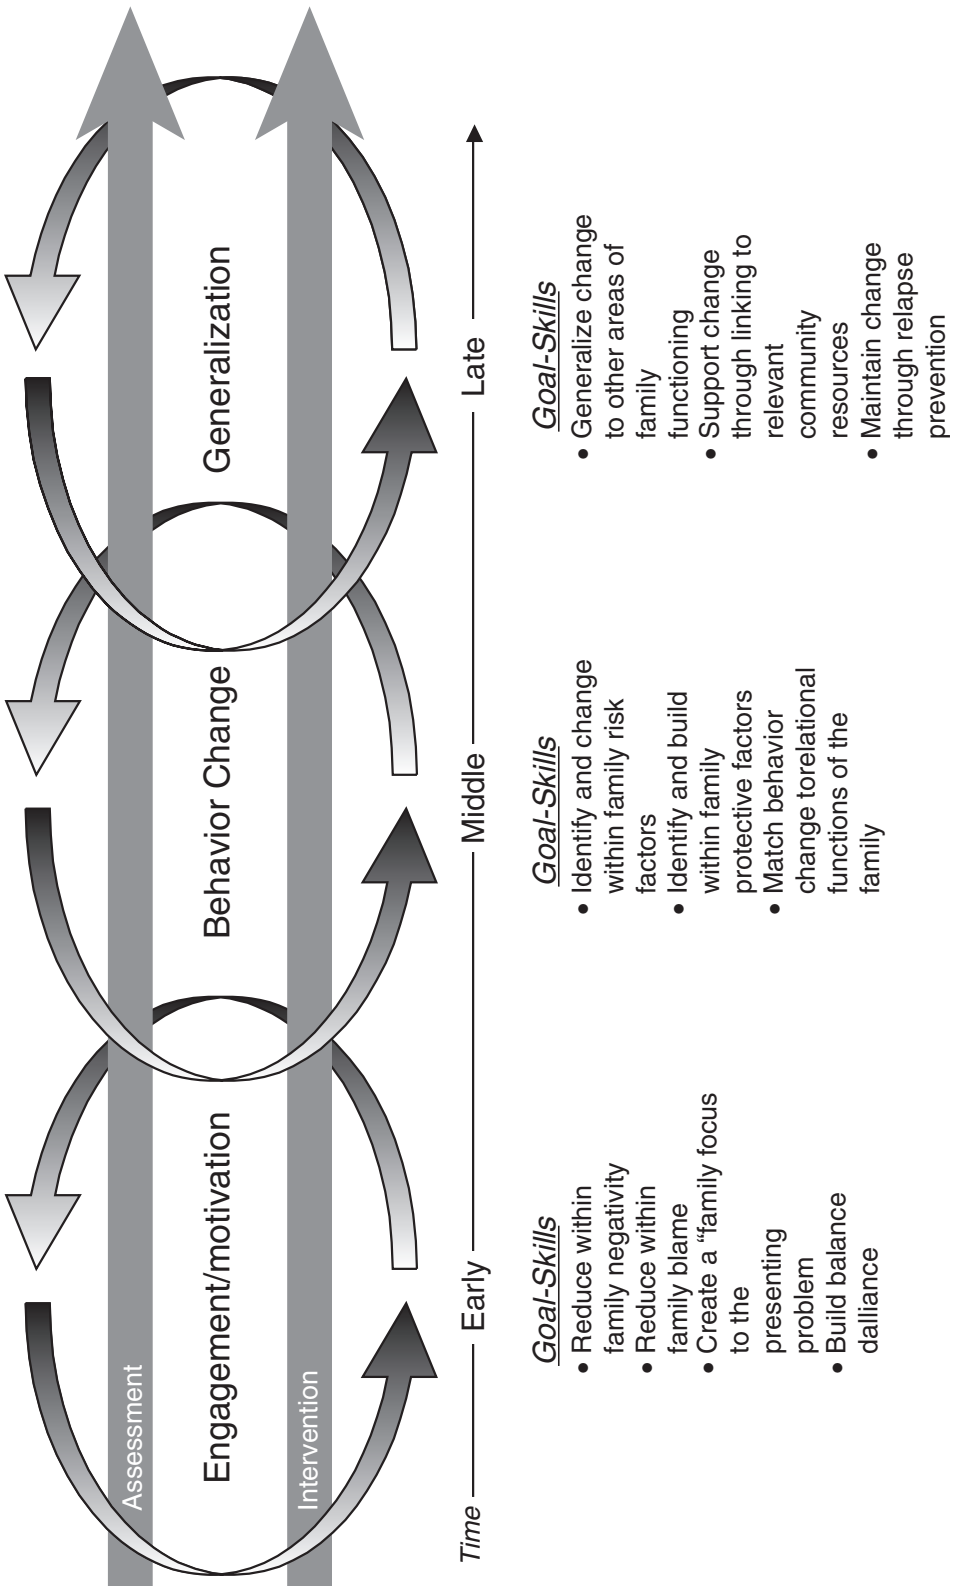 Assessment
Engagement/motivation
Behavior Change
Generalization
Intervention
Time
Early
Middle
Late
Goal-Skills
• Reduce within
family negativity
• Reduce within
family blame
• Create a “family focus
to the
presenting
problem
• Build balance
dalliance
Goal-Skills
• Identify and change
within family risk
factors
• Identify and build
within family
protective factors
• Match behavior
change torelational
functions of the
family
Goal-Skills
• Generalize change
to other areas of
family
functioning
• Support change
through linking to
relevant
community
resources
• Maintain change
through relapse
prevention